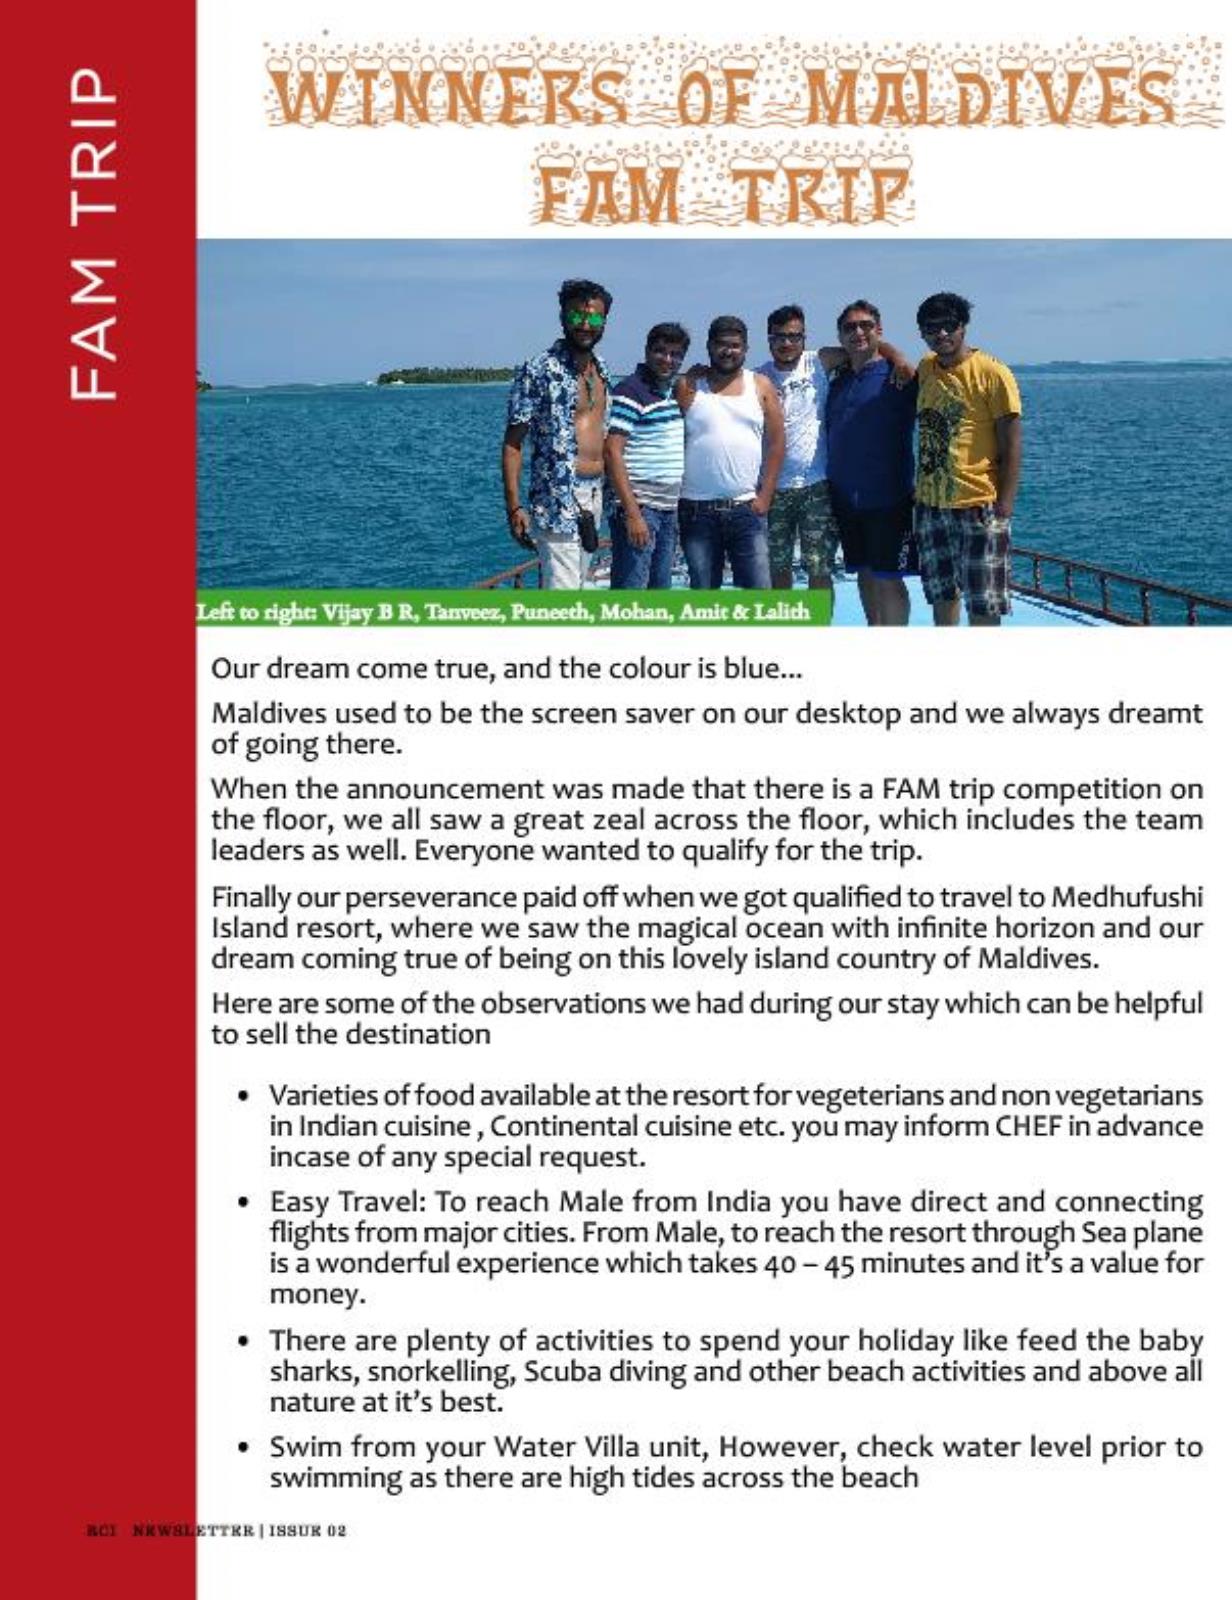 FAM TRIP
WINNERS OF MALDIVES
FAM TRIP
Left to right: Vijay B R, Tanveez, Puneeth, Mohan, Amit & Lalith
Our dream come true, and the colour is blue...
Maldives used to be the screen saver on our desktop and we always dreamt
of going there.
When the announcement was made that there is a FAM trip competition on
the floor, we all saw a great zeal across the floor, which includes the team
leaders as well. Everyone wanted to qualify for the trip.
Finally our perseverance paid off when we got qualified to travel to Medhufushi
Island resort, where we saw the magical ocean with infinite horizon and our
dream coming true of being on this lovely island country of Maldives.
Here are some of the observations we had during our stay which can be helpful
to sell the destination
• Varieties of food available at the resort for vegeterians and non vegetarians
in Indian cuisine , Continental cuisine etc. you may inform CHEF in advance
incase of any special request.
• Easy Travel: To reach Male from India you have direct and connecting
flights from major cities. From Male, to reach the resort through Sea plane
is a wonderful experience which takes 40 – 45 minutes and it's a value for
money.
• There are plenty of activities to spend your holiday like feed the baby
sharks, snorkelling, Scuba diving and other beach activities and above all
nature at it's best.
• Swim from your Water Villa unit, However, check water level prior to
swimming as there are high tides across the beach
RCI NEWSLETTER | ISSUE 02